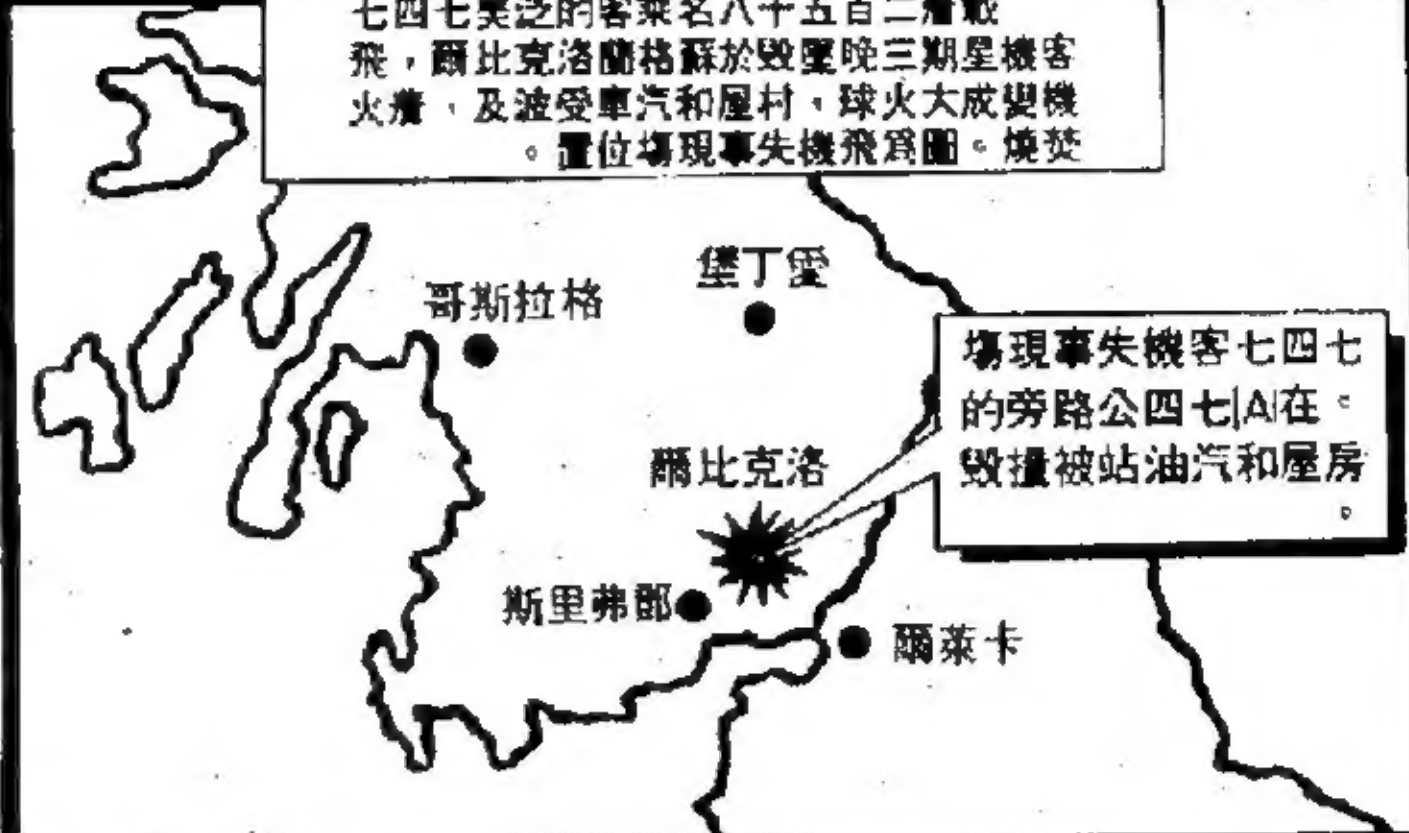 載着二百五十八名乘客的泛美七四七
客機星期三晚墜毀於蘇格蘭洛克比爾，飛
機變成大火球，村屋和汽車受波及，着火
焚燒。圖爲飛機失事現塲位置。
格拉斯哥
愛丁堡
七四七客機失事現塲
。在A七四公路旁的
房屋和汽油站被撞毀
。
洛克比爾
鄧弗里斯
卡萊爾